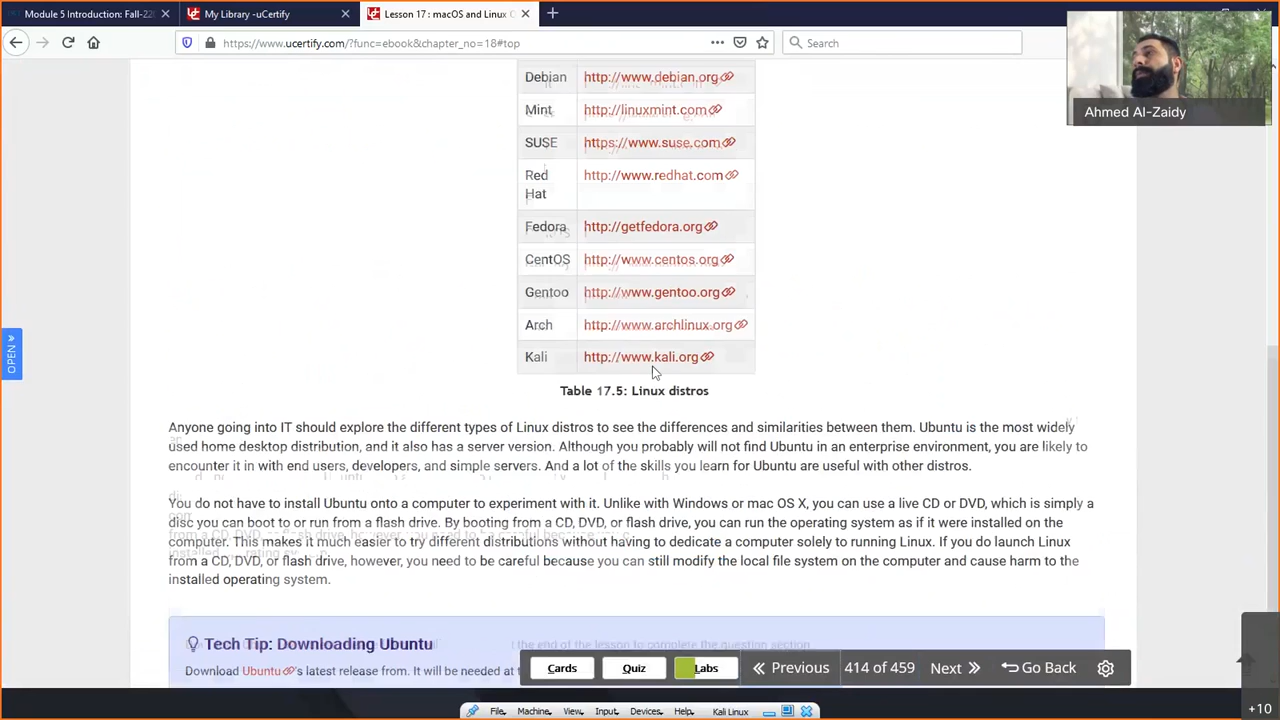 Module 5 Introduction: Fall-22
My Library -uCertify
Lesson 17 : macOS and Linux O
https://www.ucertify.com/?func=ebook&chapter_no=18#top
Search
Ahmed Al-Zaidy
Debian http://www.debian.org
Mint http://linuxmint.com
SUSE https://www.suse.com
Red Hat http://www.redhat.com
Fedora http://getfedora.org
CentOS http://www.centos.org
Gentoo http://www.gentoo.org
Arch http://www.archlinux.org
Kali http://www.kali.org
Table 17.5: Linux distros
OPEN
Anyone going into IT should explore the different types of Linux distros to see the differences and similarities between them. Ubuntu is the most widely
used home desktop distribution, and it also has a server version. Although you probably will not find Ubuntu in an enterprise environment, you are likely to
encounter it in with end users, developers, and simple servers. And a lot of the skills you learn for Ubuntu are useful with other distros.
You do not have to install Ubuntu onto a computer to experiment with it. Unlike with Windows or mac OS X, you can use a live CD or DVD, which is simply a
disc you can boot to or run from a flash drive. By booting from a CD, DVD, or flash drive, you can run the operating system as if it were installed on the
computer. This makes it much easier to try different distributions without having to dedicate a computer solely to running Linux. If you do launch Linux
from a CD, DVD, or flash drive, however, you need to be careful because you can still modify the local file system on the computer and cause harm to the
installed operating system.
Tech Tip: Downloading Ubuntu
Download Ubuntu's latest release from. It will be needed at
Cards Quiz Labs Previous 414 of 459 Next Go Back
File, Machine, View, Input, Devices, Help, Kali Linux
+10